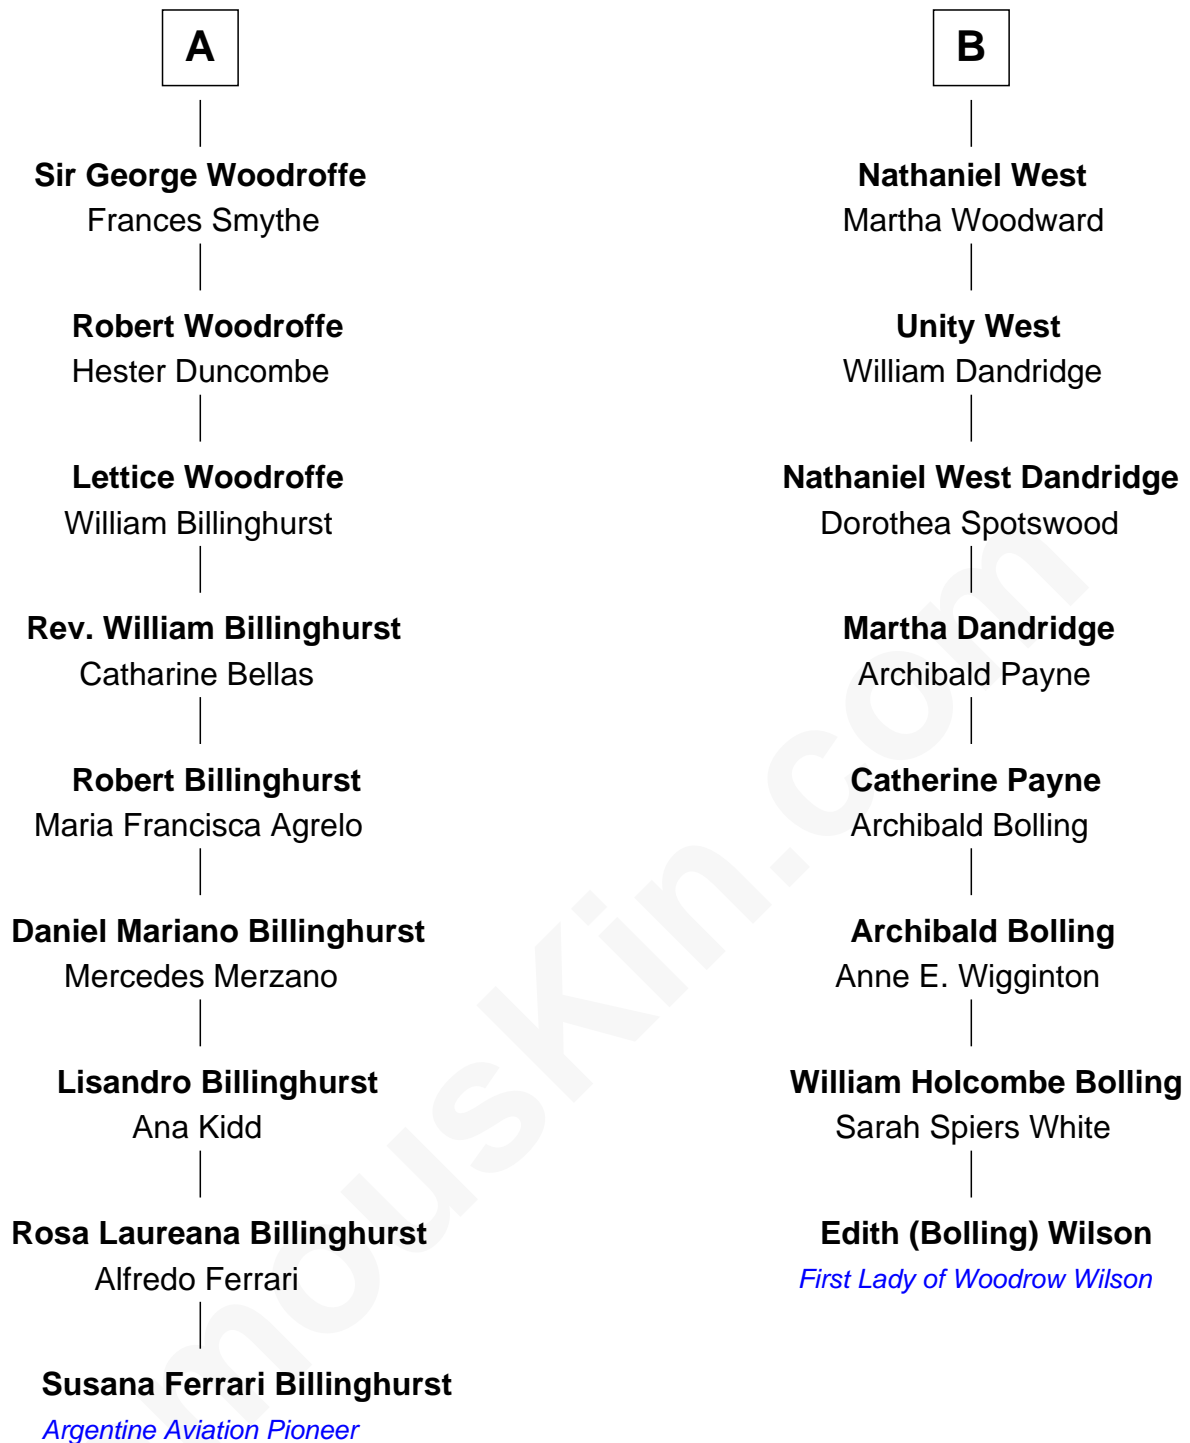 A
Sir George Woodroffe
Frances Smythe
Robert Woodroffe
Hester Duncombe
Lettice Woodroffe
William Billinghurst
Rev. William Billinghurst
Catharine Bellas
Robert Billinghurst
Maria Francisca Agrelo
Daniel Mariano Billinghurst
Mercedes Merzano
Lisandro Billinghurst
Ana Kidd
Rosa Laureana Billinghurst
Alfredo Ferrari
Susana Ferrari Billinghurst
Argentine Aviation Pioneer
B
Nathaniel West
Martha Woodward
Unity West
William Dandridge
Nathaniel West Dandridge
Dorothea Spotswood
Martha Dandridge
Archibald Payne
Catherine Payne
Archibald Bolling
Archibald Bolling
Anne E. Wigginton
William Holcombe Bolling
Sarah Spiers White
Edith (Bolling) Wilson
First Lady of Woodrow Wilson
mouskin.com